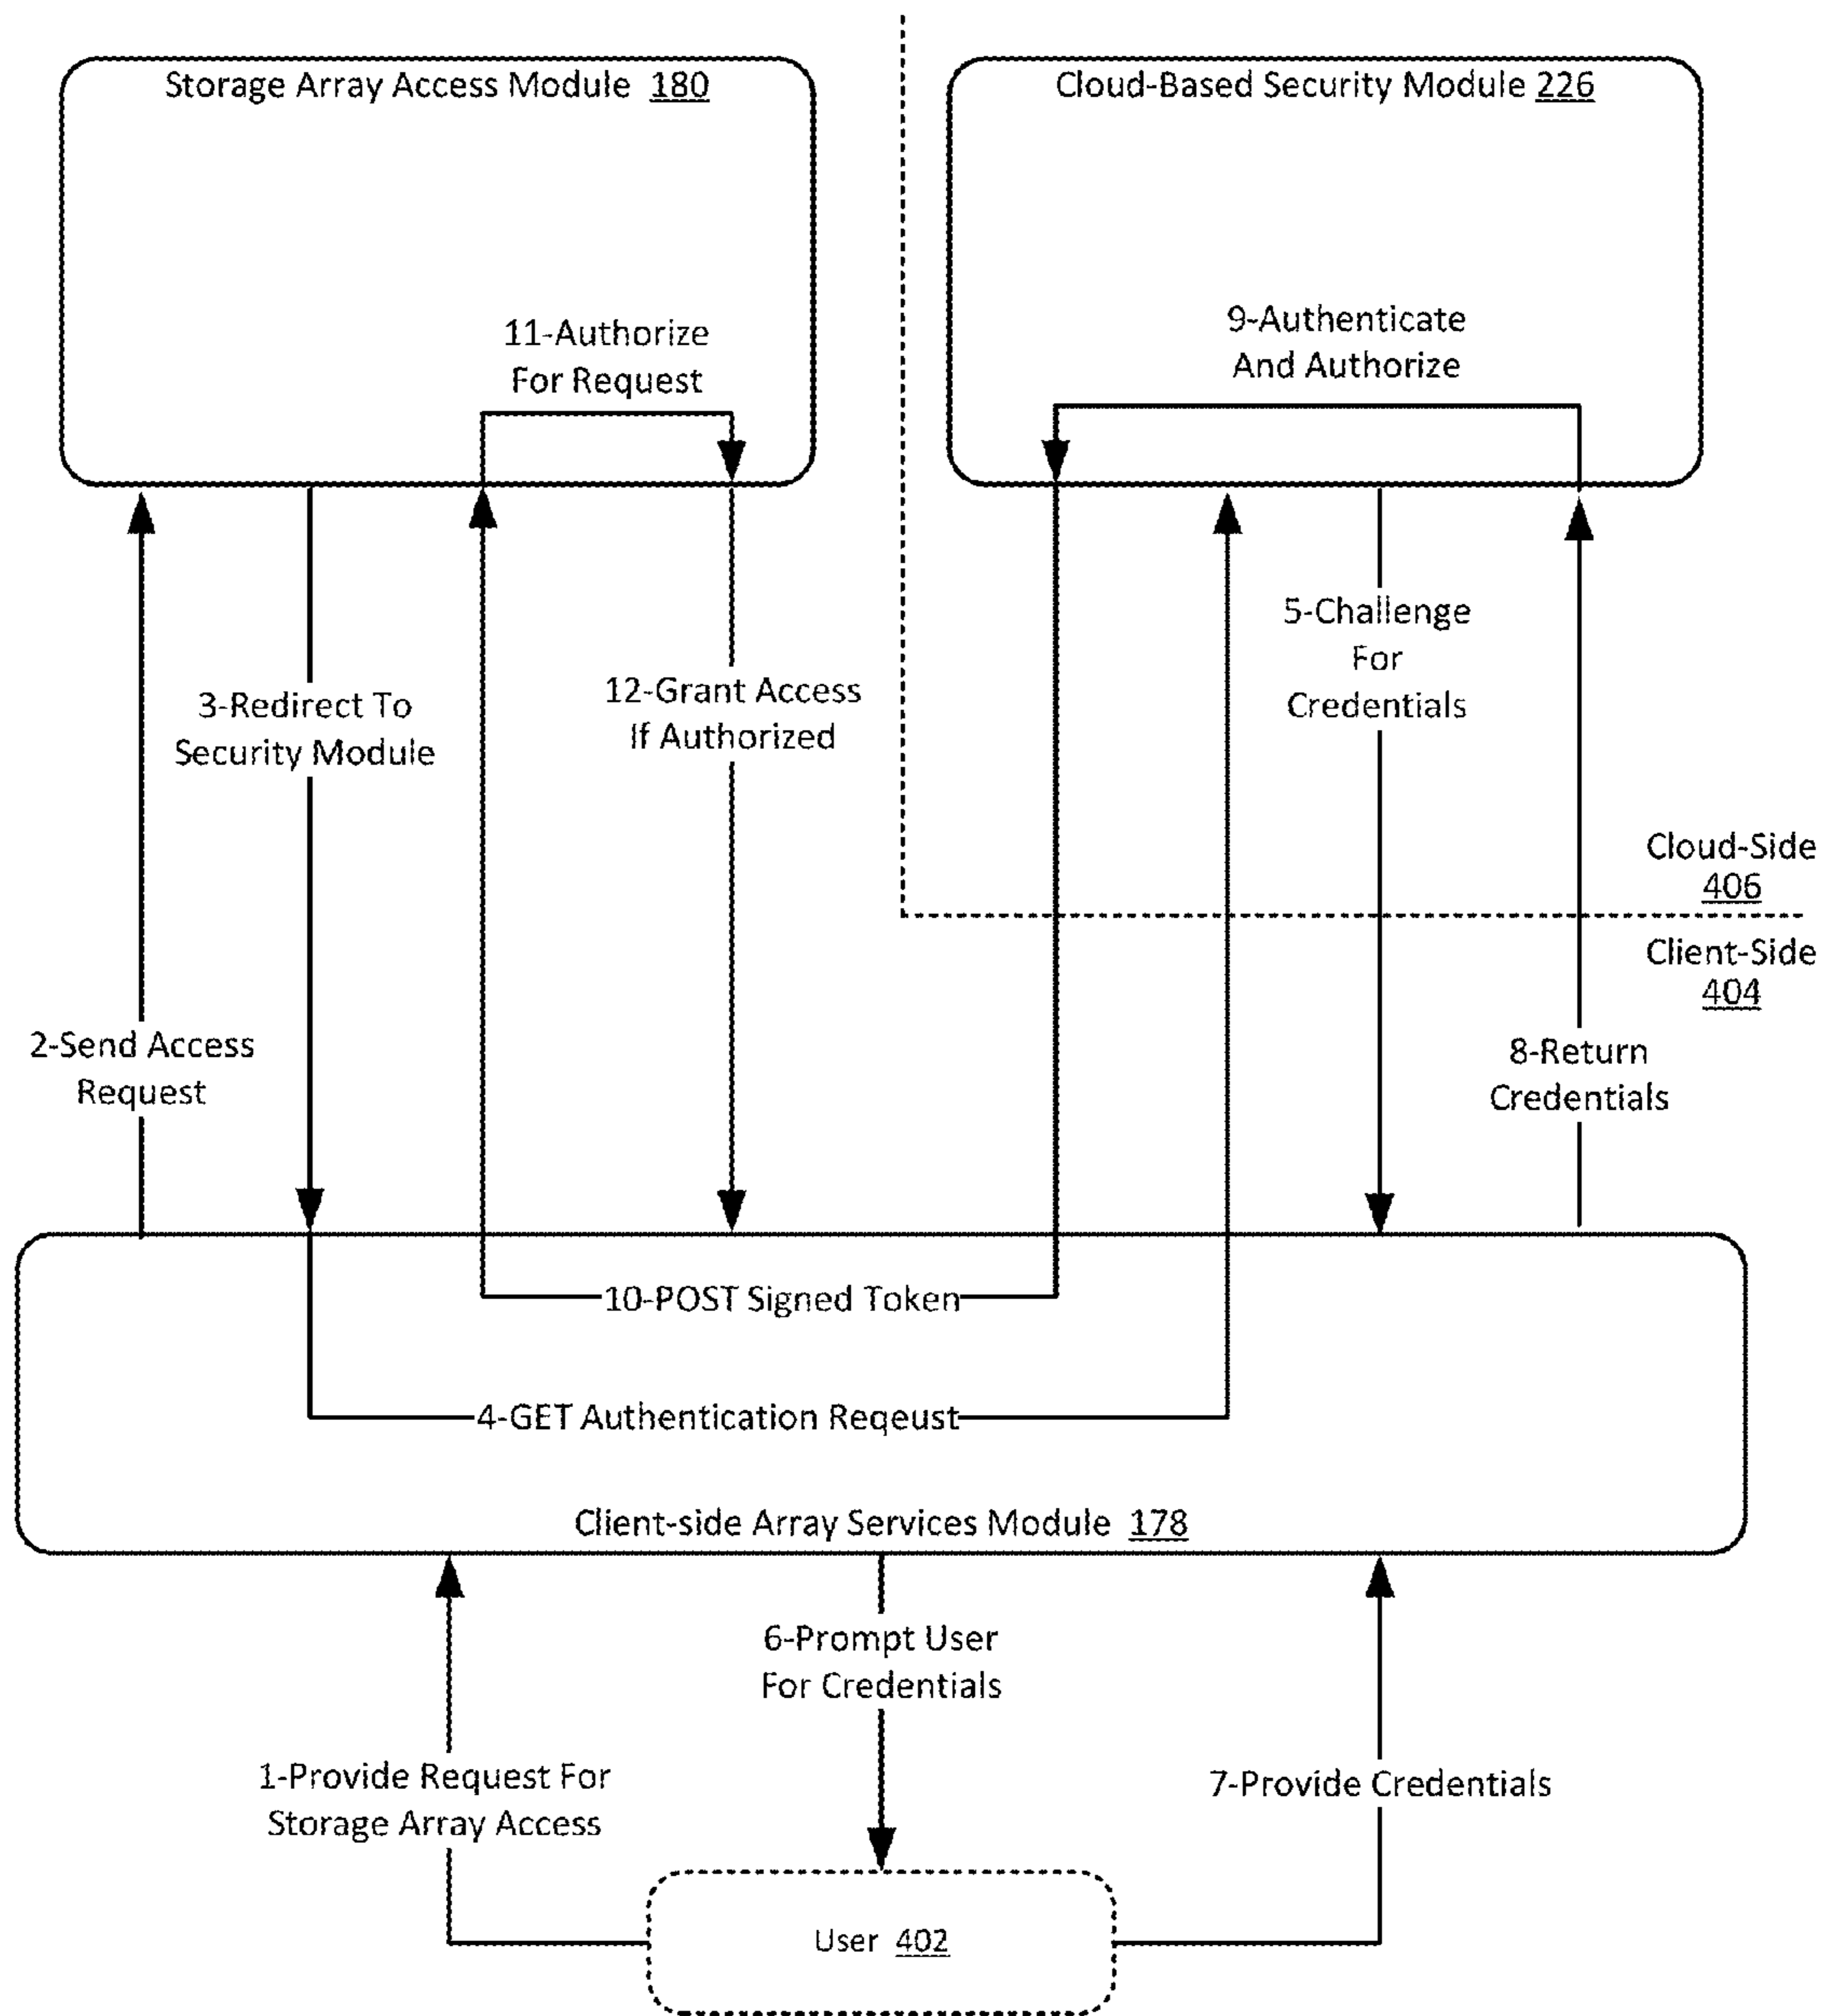 Storage Array Access Module 180
Cloud-Based Security Module 226
11-Authorize
For Request
9-Authenticate
And Authorize
5-Challenge
For
Credentials
3-Redirect To
Security Module
12-Grant Access
If Authorized
Cloud-Side
406
Client-Side
404
2-Send Access
Request
8-Return
Credentials
10-POST Signed Token
4-GET Authentication Reqeust
Client-side Array Services Module 178
6-Prompt User
For Credentials
1-Provide Request For
Storage Array Access
7-Provide Credentials
User 402